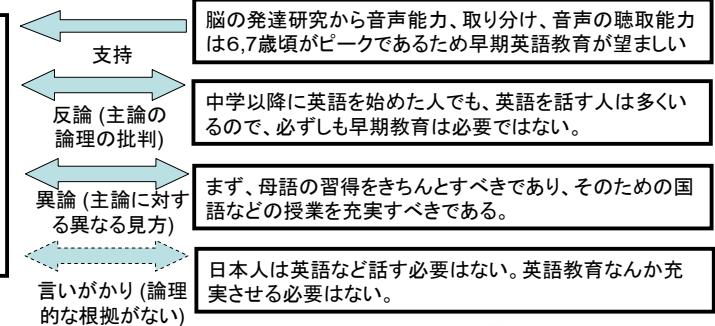 脳の発達研究から音声能力、取り分け、音声の聴取能力
は6,7歳頃がピークであるため早期英語教育が望ましい
支持
中学以降に英語を始めた人でも、英語を話す人は多くい
るので、必ずしも早期教育は必要ではない。
反論 (主論の
論理の批判)
まず、母語の習得をきちんとすべきであり、そのための国
語などの授業を充実すべきである。
異論 (主論に対す
る異なる見方)
日本人は英語など話す必要はない。英語教育なんか充
実させる必要はない。
言いがかり (論理
的な根拠がない)